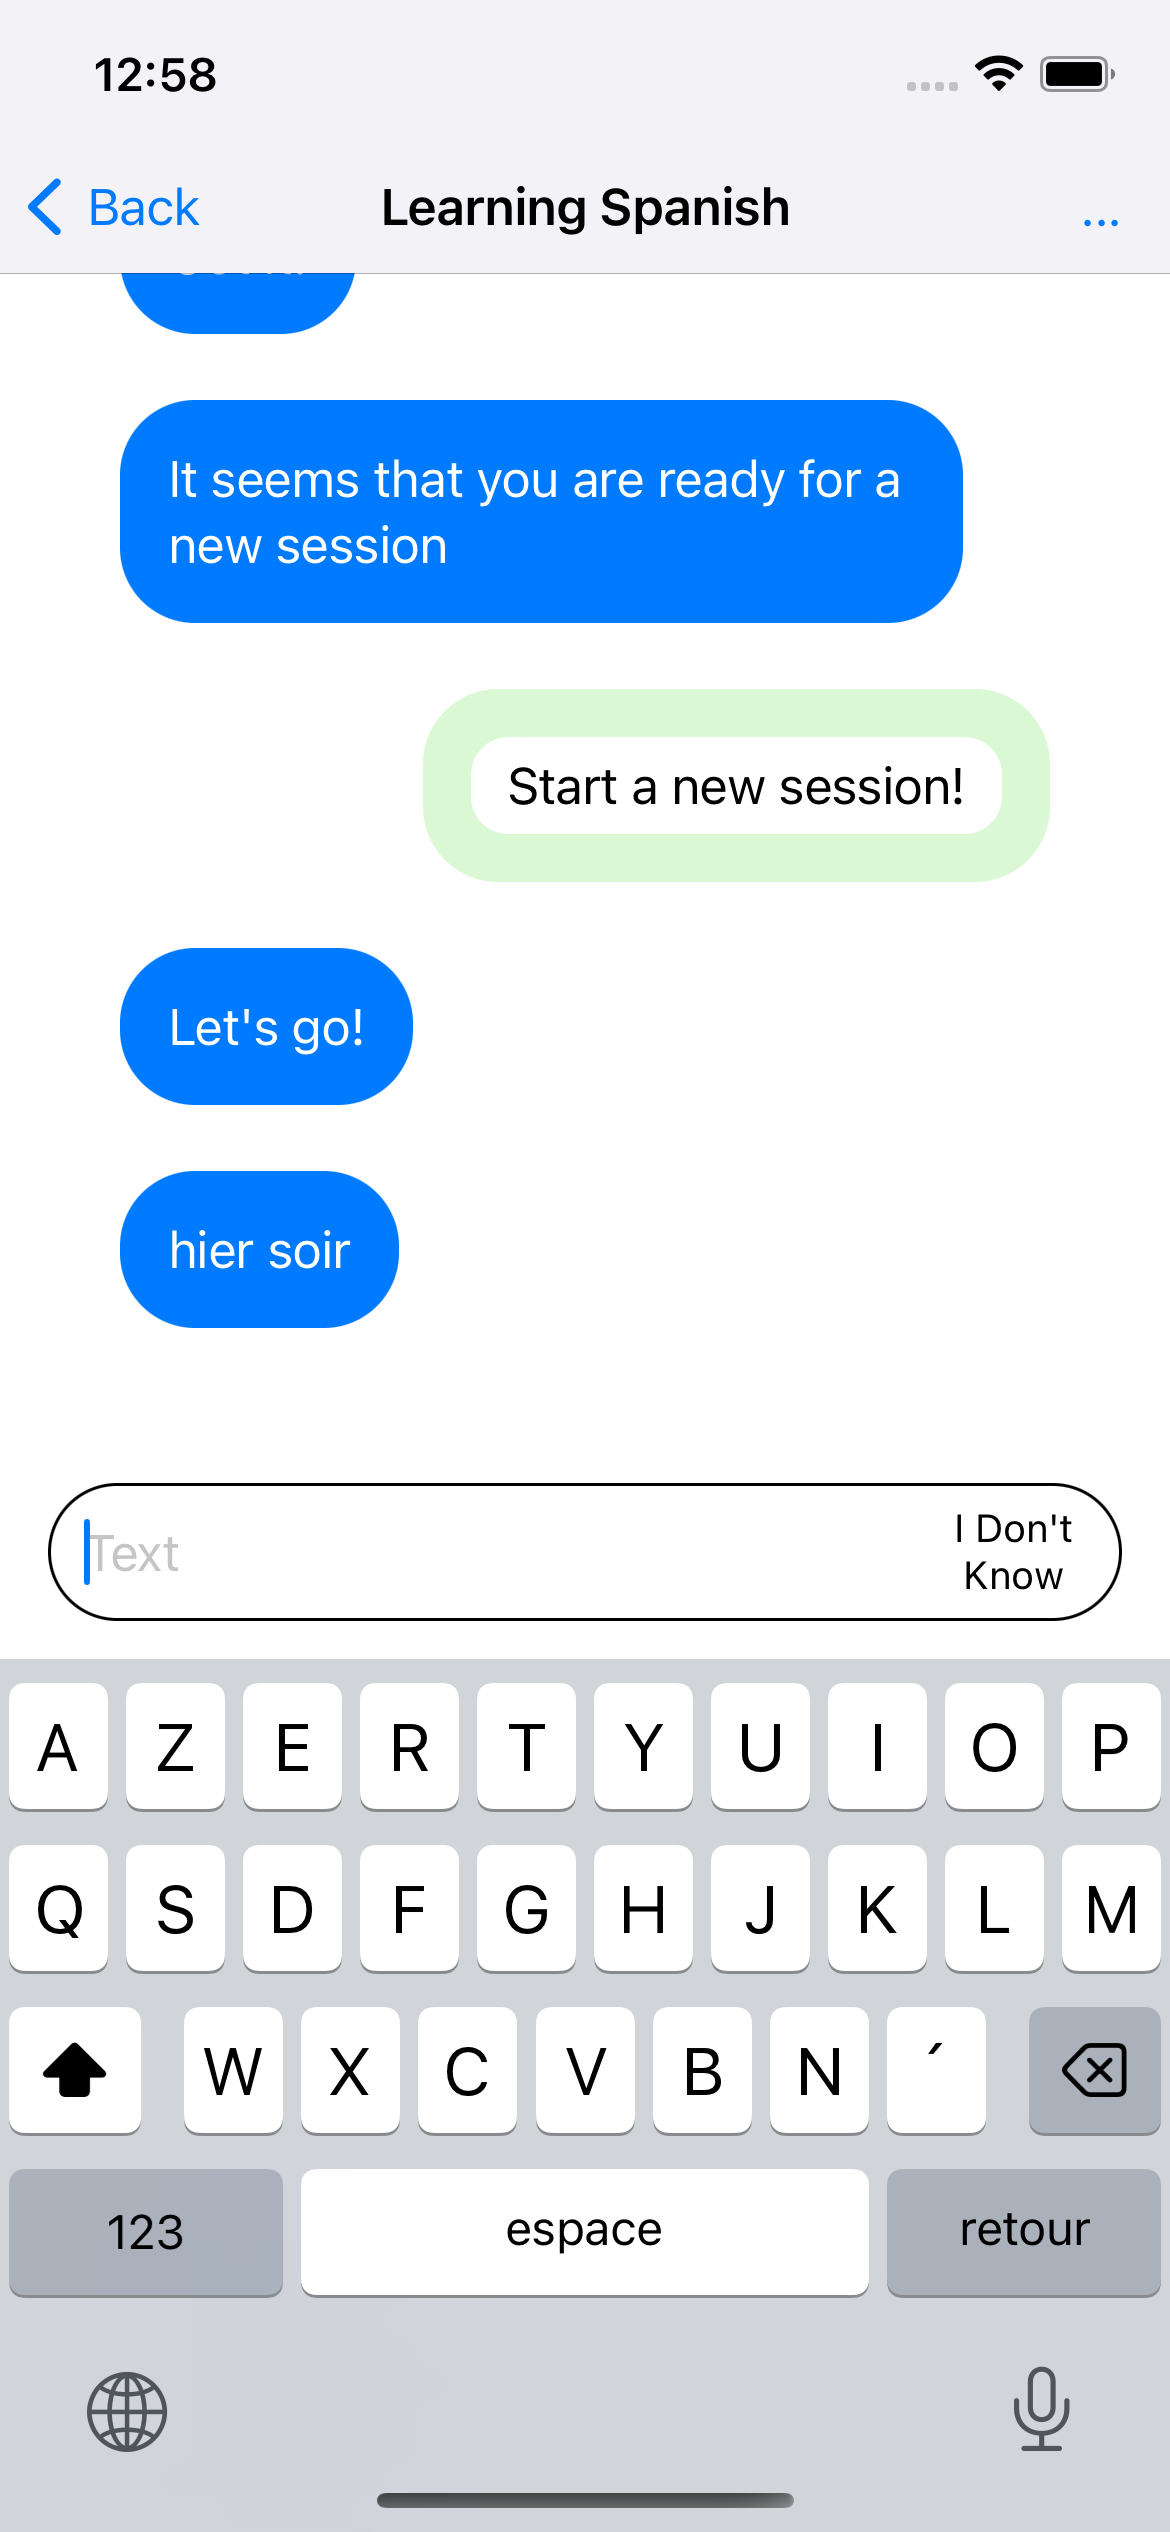 12:58
Back
Learning Spanish
...
It seems that you are ready for a
new session
Start a new session!
Let's go!
hier soir
Text
I Don't
Know
A Z E R T Y U I O P
Q S D F G H J K L M
W X C V B N ´
123 espace retour